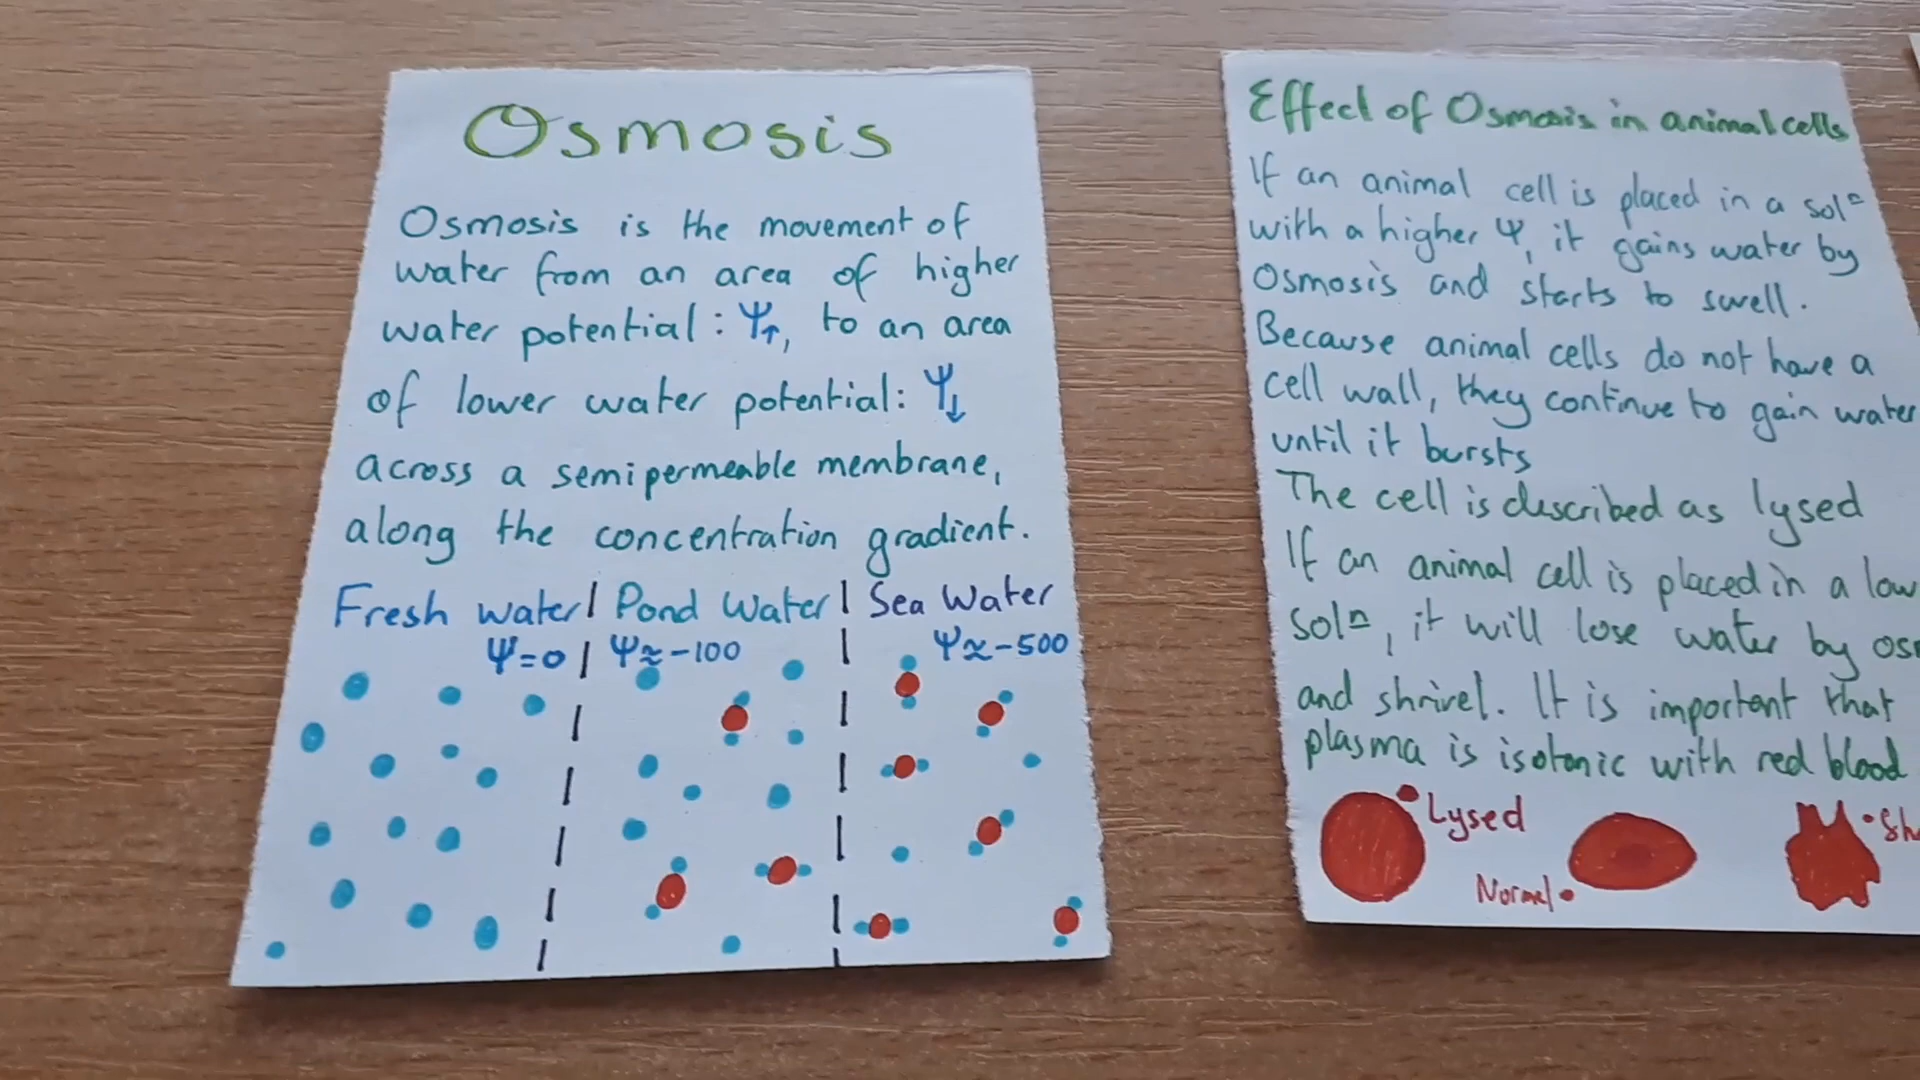 Osmosis
Osmosis is the movement of
water from an area of higher
water potential: Ψ↑, to an area
of lower water potential: Ψ↓
across a semipermeable membrane,
along the concentration gradient.
Fresh water | Pond Water | Sea Water
Ψ=0 | Ψ≈-100 Ψ≈-500
Effect of Osmosis in animal cells
If an animal cell is placed in a solⁿ
with a higher Ψ, it gains water by
Osmosis and starts to swell.
Because animal cells do not have a
cell wall, they continue to gain water
until it bursts
The cell is described as lysed
If an animal cell is placed in a low
solⁿ, it will lose water by
and shrivel. It is important that
plasma is isotonic with red blood
Lysed
Normal